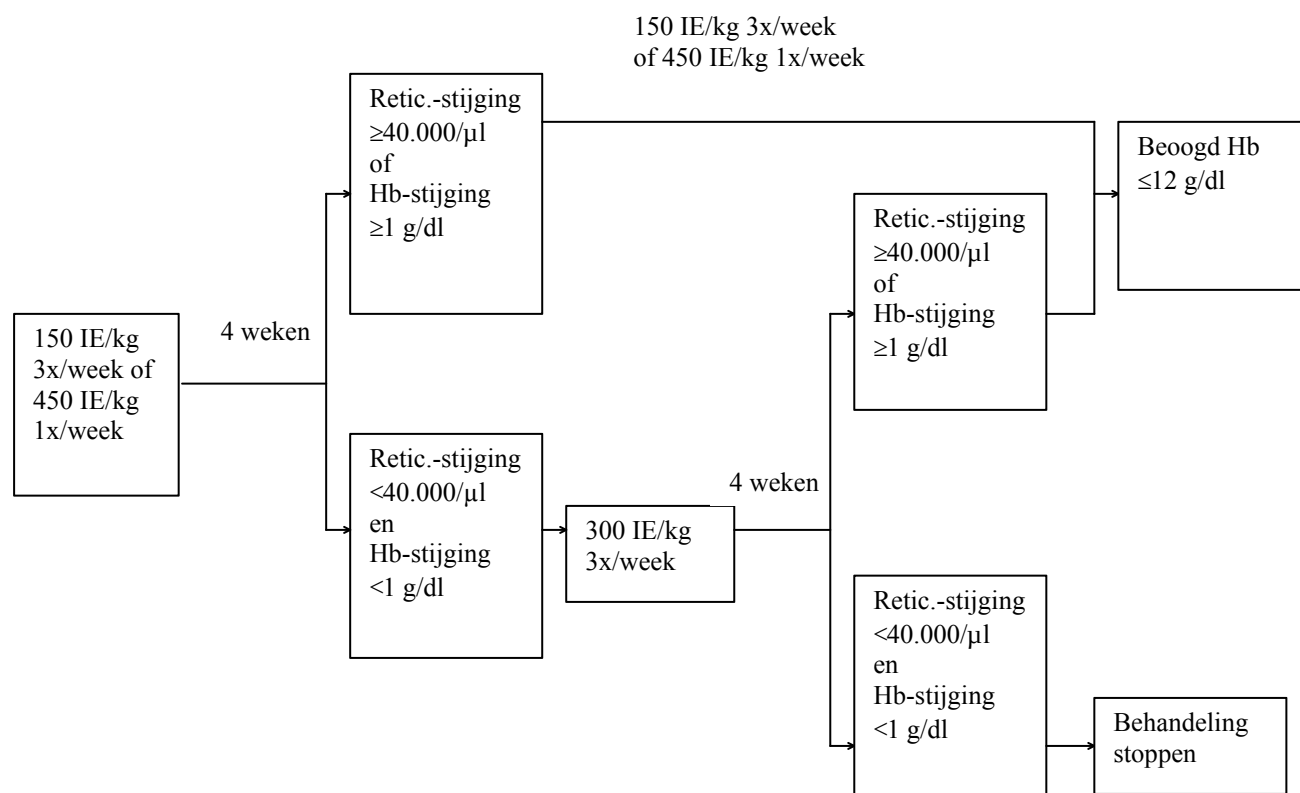 150 IE/kg 3x/week
of 450 IE/kg 1x/week
Retic.-stijging
≥40.000/µl
of
Hb-stijging
≥1 g/dl
Beoogd Hb
≤12 g/dl
Retic.-stijging
≥40.000/µl
of
Hb-stijging
≥1 g/dl
150 IE/kg
3x/week of
450 IE/kg
1x/week
4 weken
Retic.-stijging
<40.000/µl
en
Hb-stijging
<1 g/dl
300 IE/kg
3x/week
4 weken
Retic.-stijging
<40.000/µl
en
Hb-stijging
<1 g/dl
Behandeling
stoppen